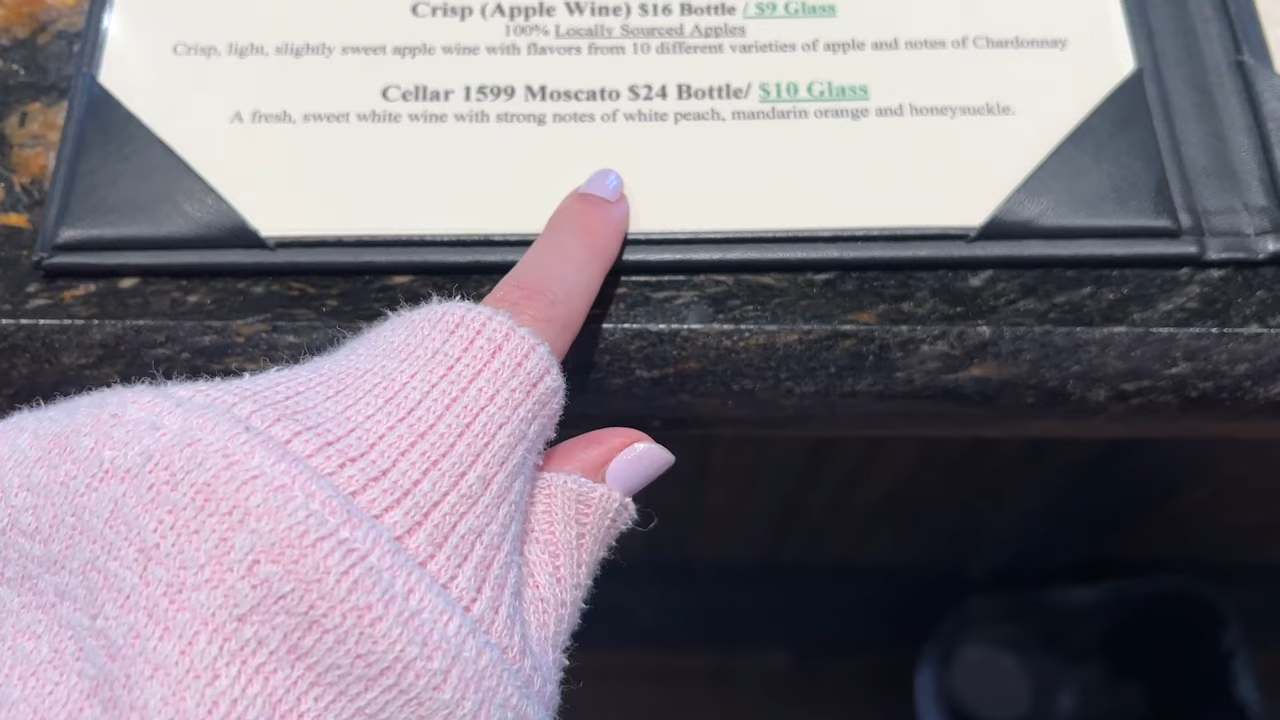 Crisp (Apple Wine) $16 Bottle / $9 Glass
100% Locally Sourced Apples
Crisp, light, slightly sweet apple wine with flavors from 10 different varieties of apple and notes of Chardonnay
Cellar 1599 Moscato $24 Bottle/ $10 Glass
A fresh, sweet white wine with strong notes of white peach, mandarin orange and honeysuckle.